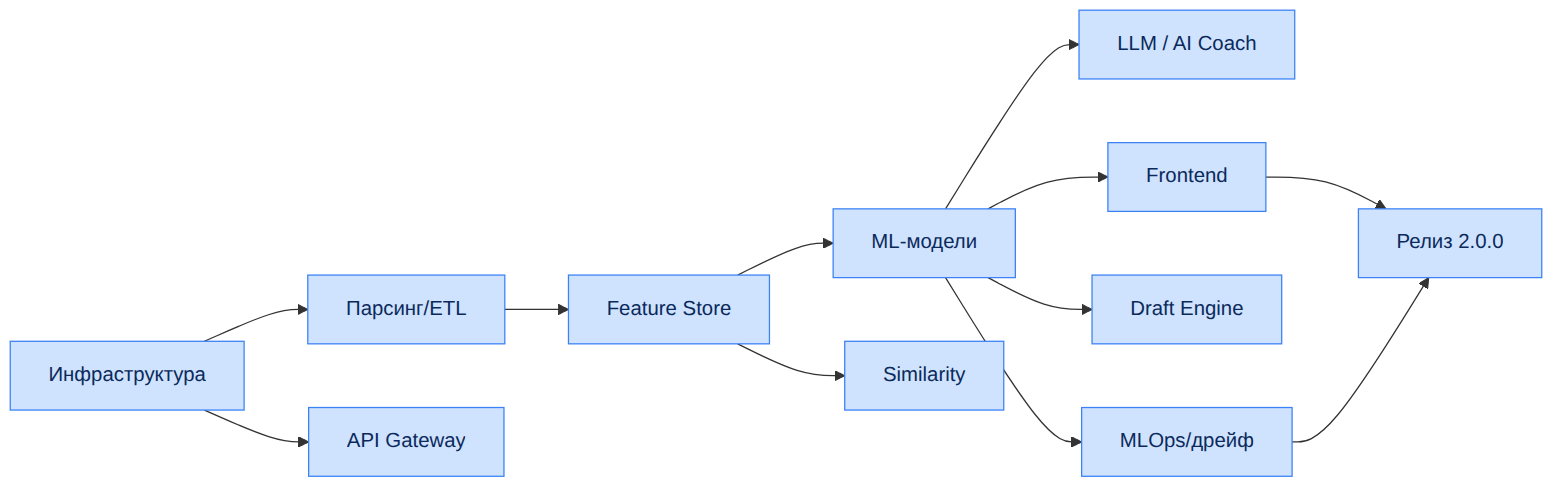 Инфраструктура
Парсинг/ETL
API Gateway
Feature Store
ML-модели
Similarity
LLM / AI Coach
Frontend
Draft Engine
MLOps/дрейф
Релиз 2.0.0